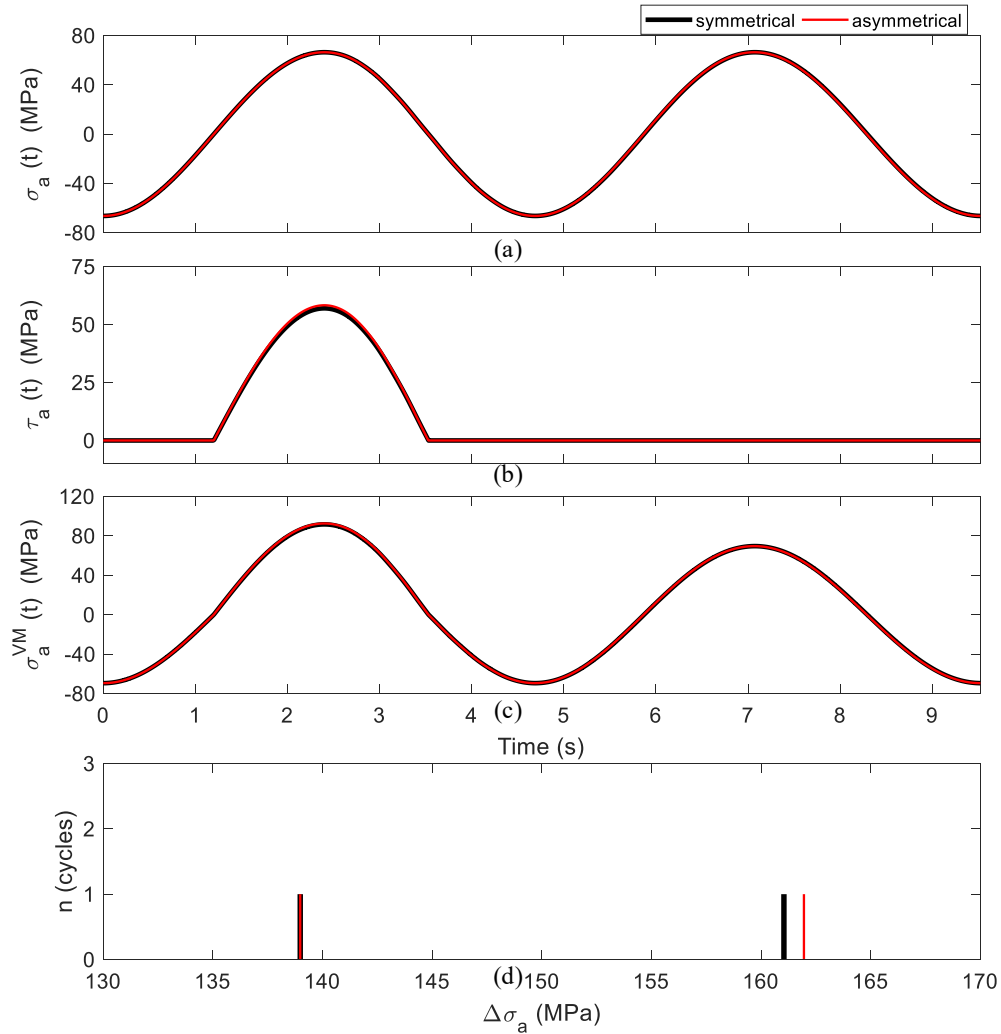 symmetrical asymmetrical
80
40
0
-40
-80
σa (t) (MPa)
(a)
75
50
25
0
τa (t) (MPa)
(b)
120
80
40
0
-40
-80
σaVM (t) (MPa)
0 1 2 3 4 (c) 5 6 7 8 9
Time (s)
3
2
1
0
n (cycles)
130 135 140 145 (d) 150 155 160 165 170
Δσa (MPa)